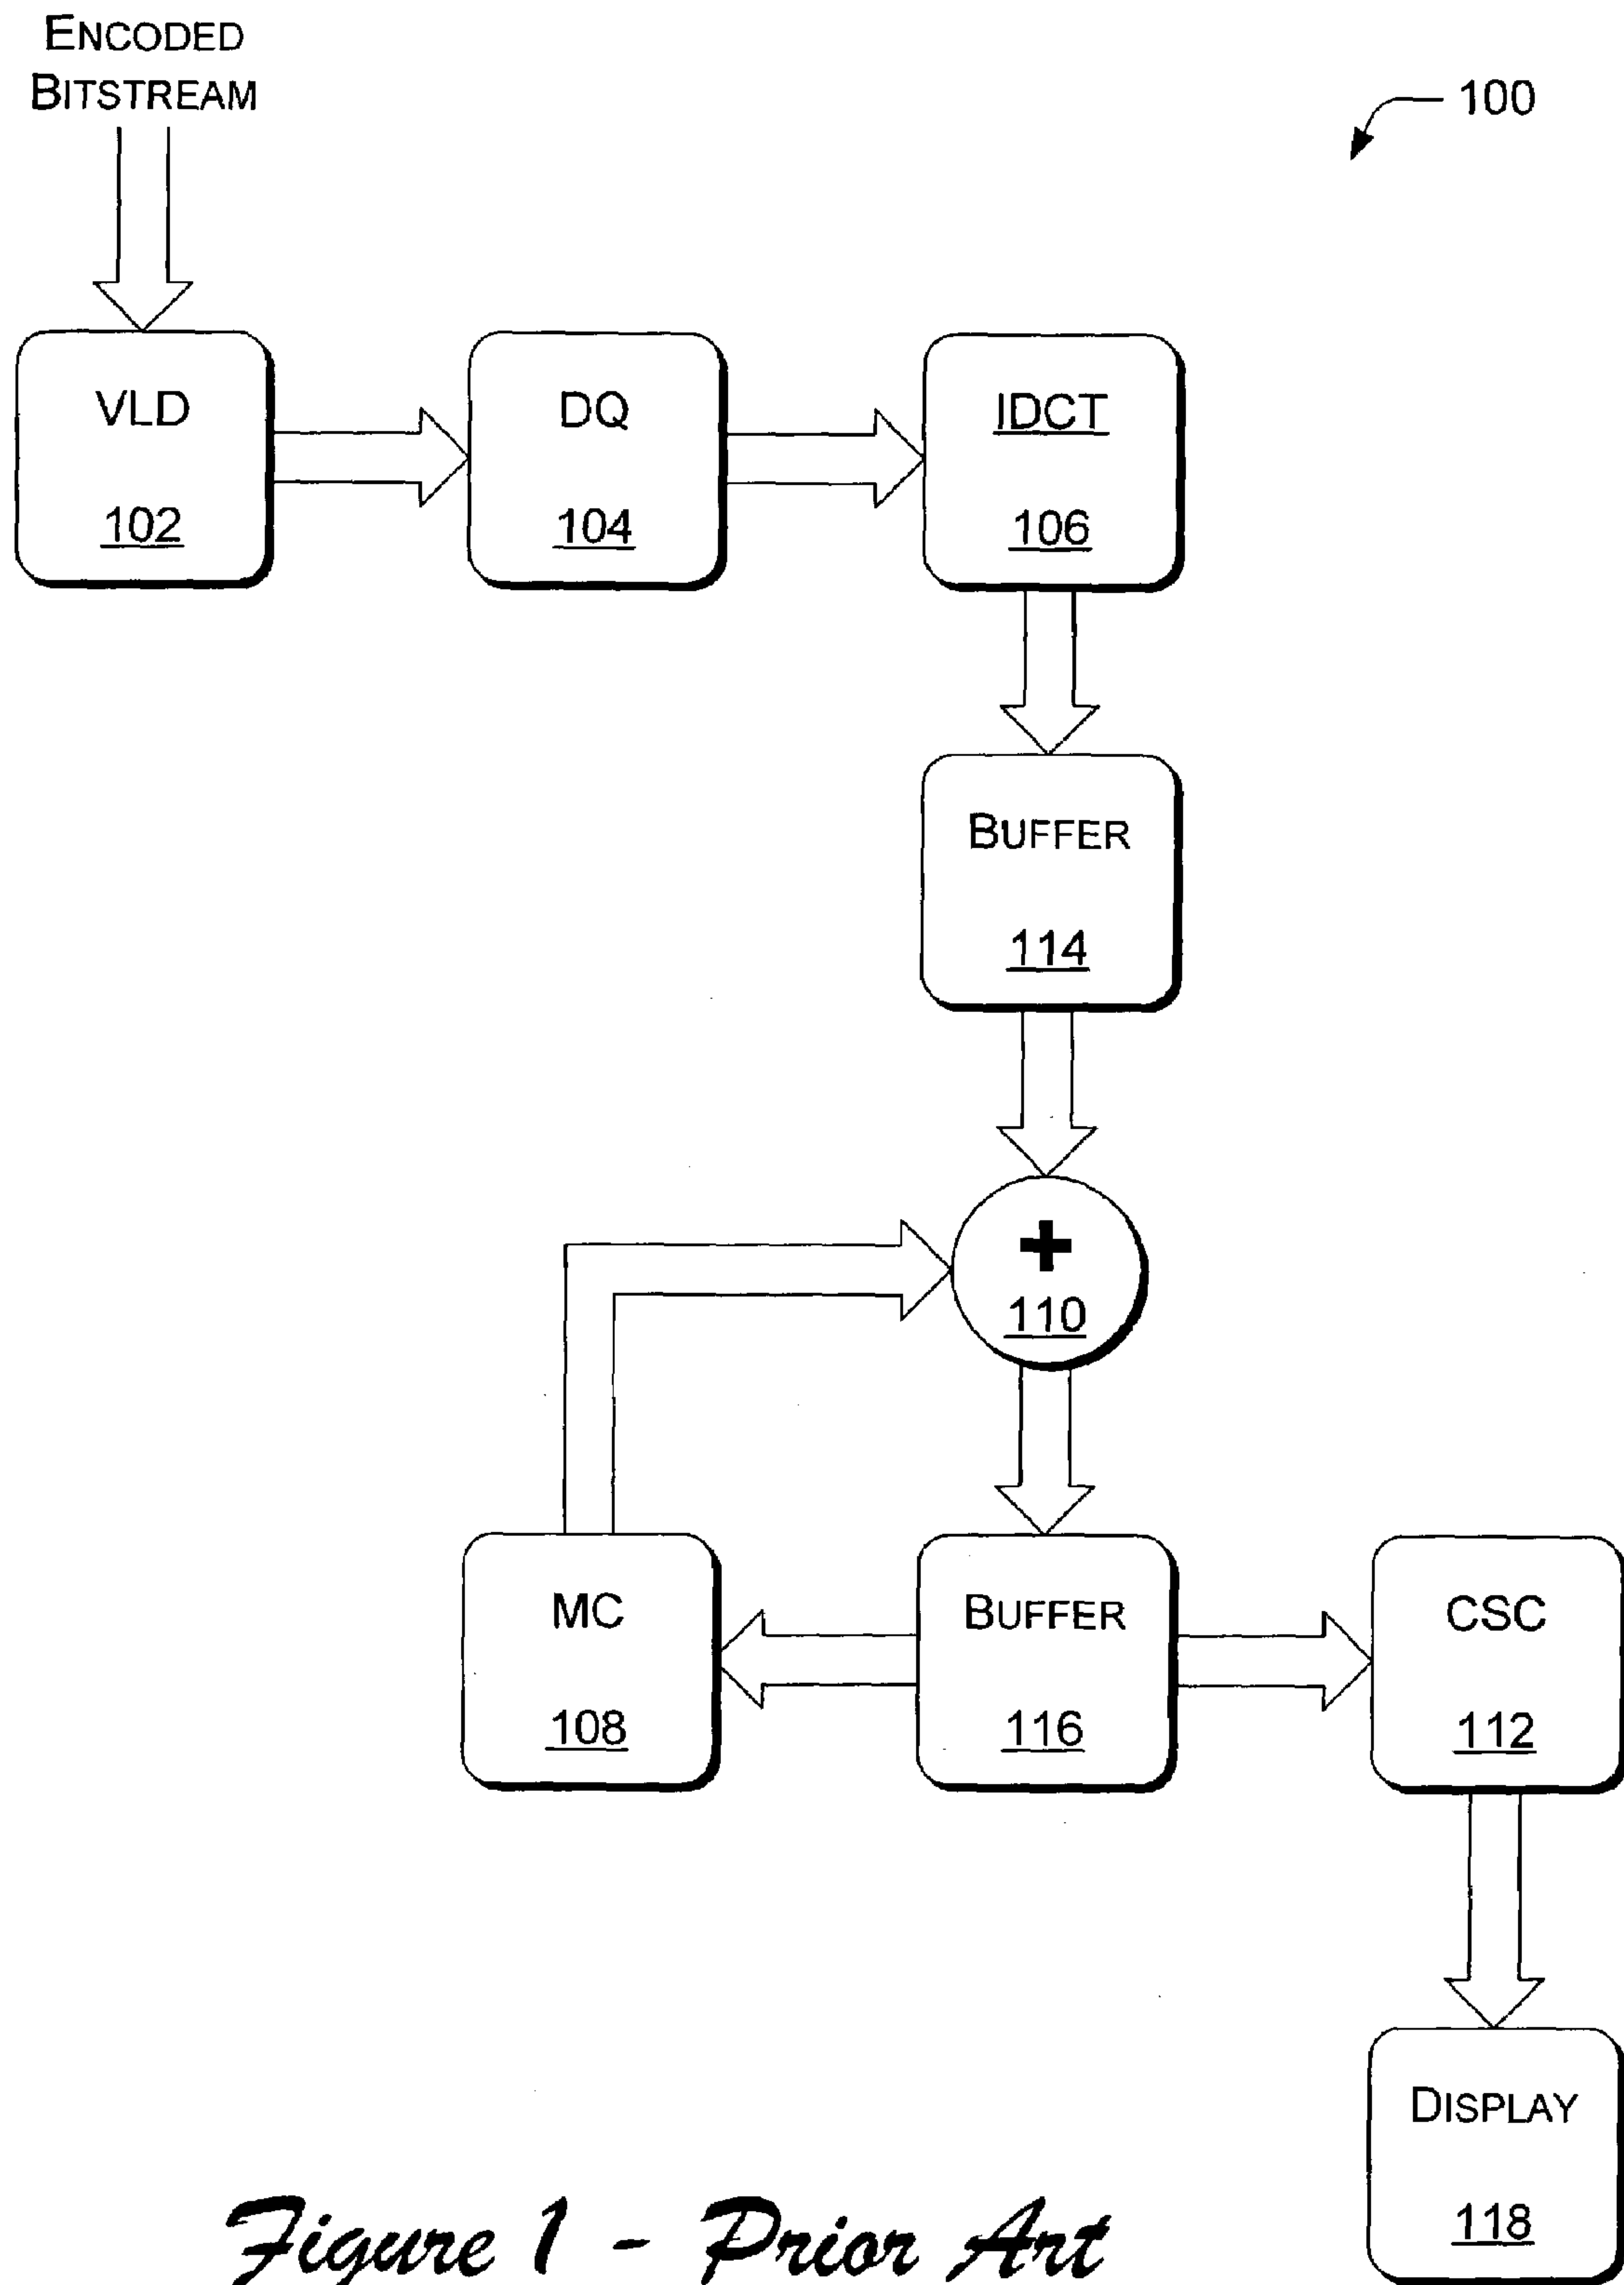 ENCODED
BITSTREAM
100
VLD
102
DQ
104
IDCT
106
BUFFER
114
+
110
MC
108
BUFFER
116
CSC
112
DISPLAY
118
Figure 1 - Prior Art